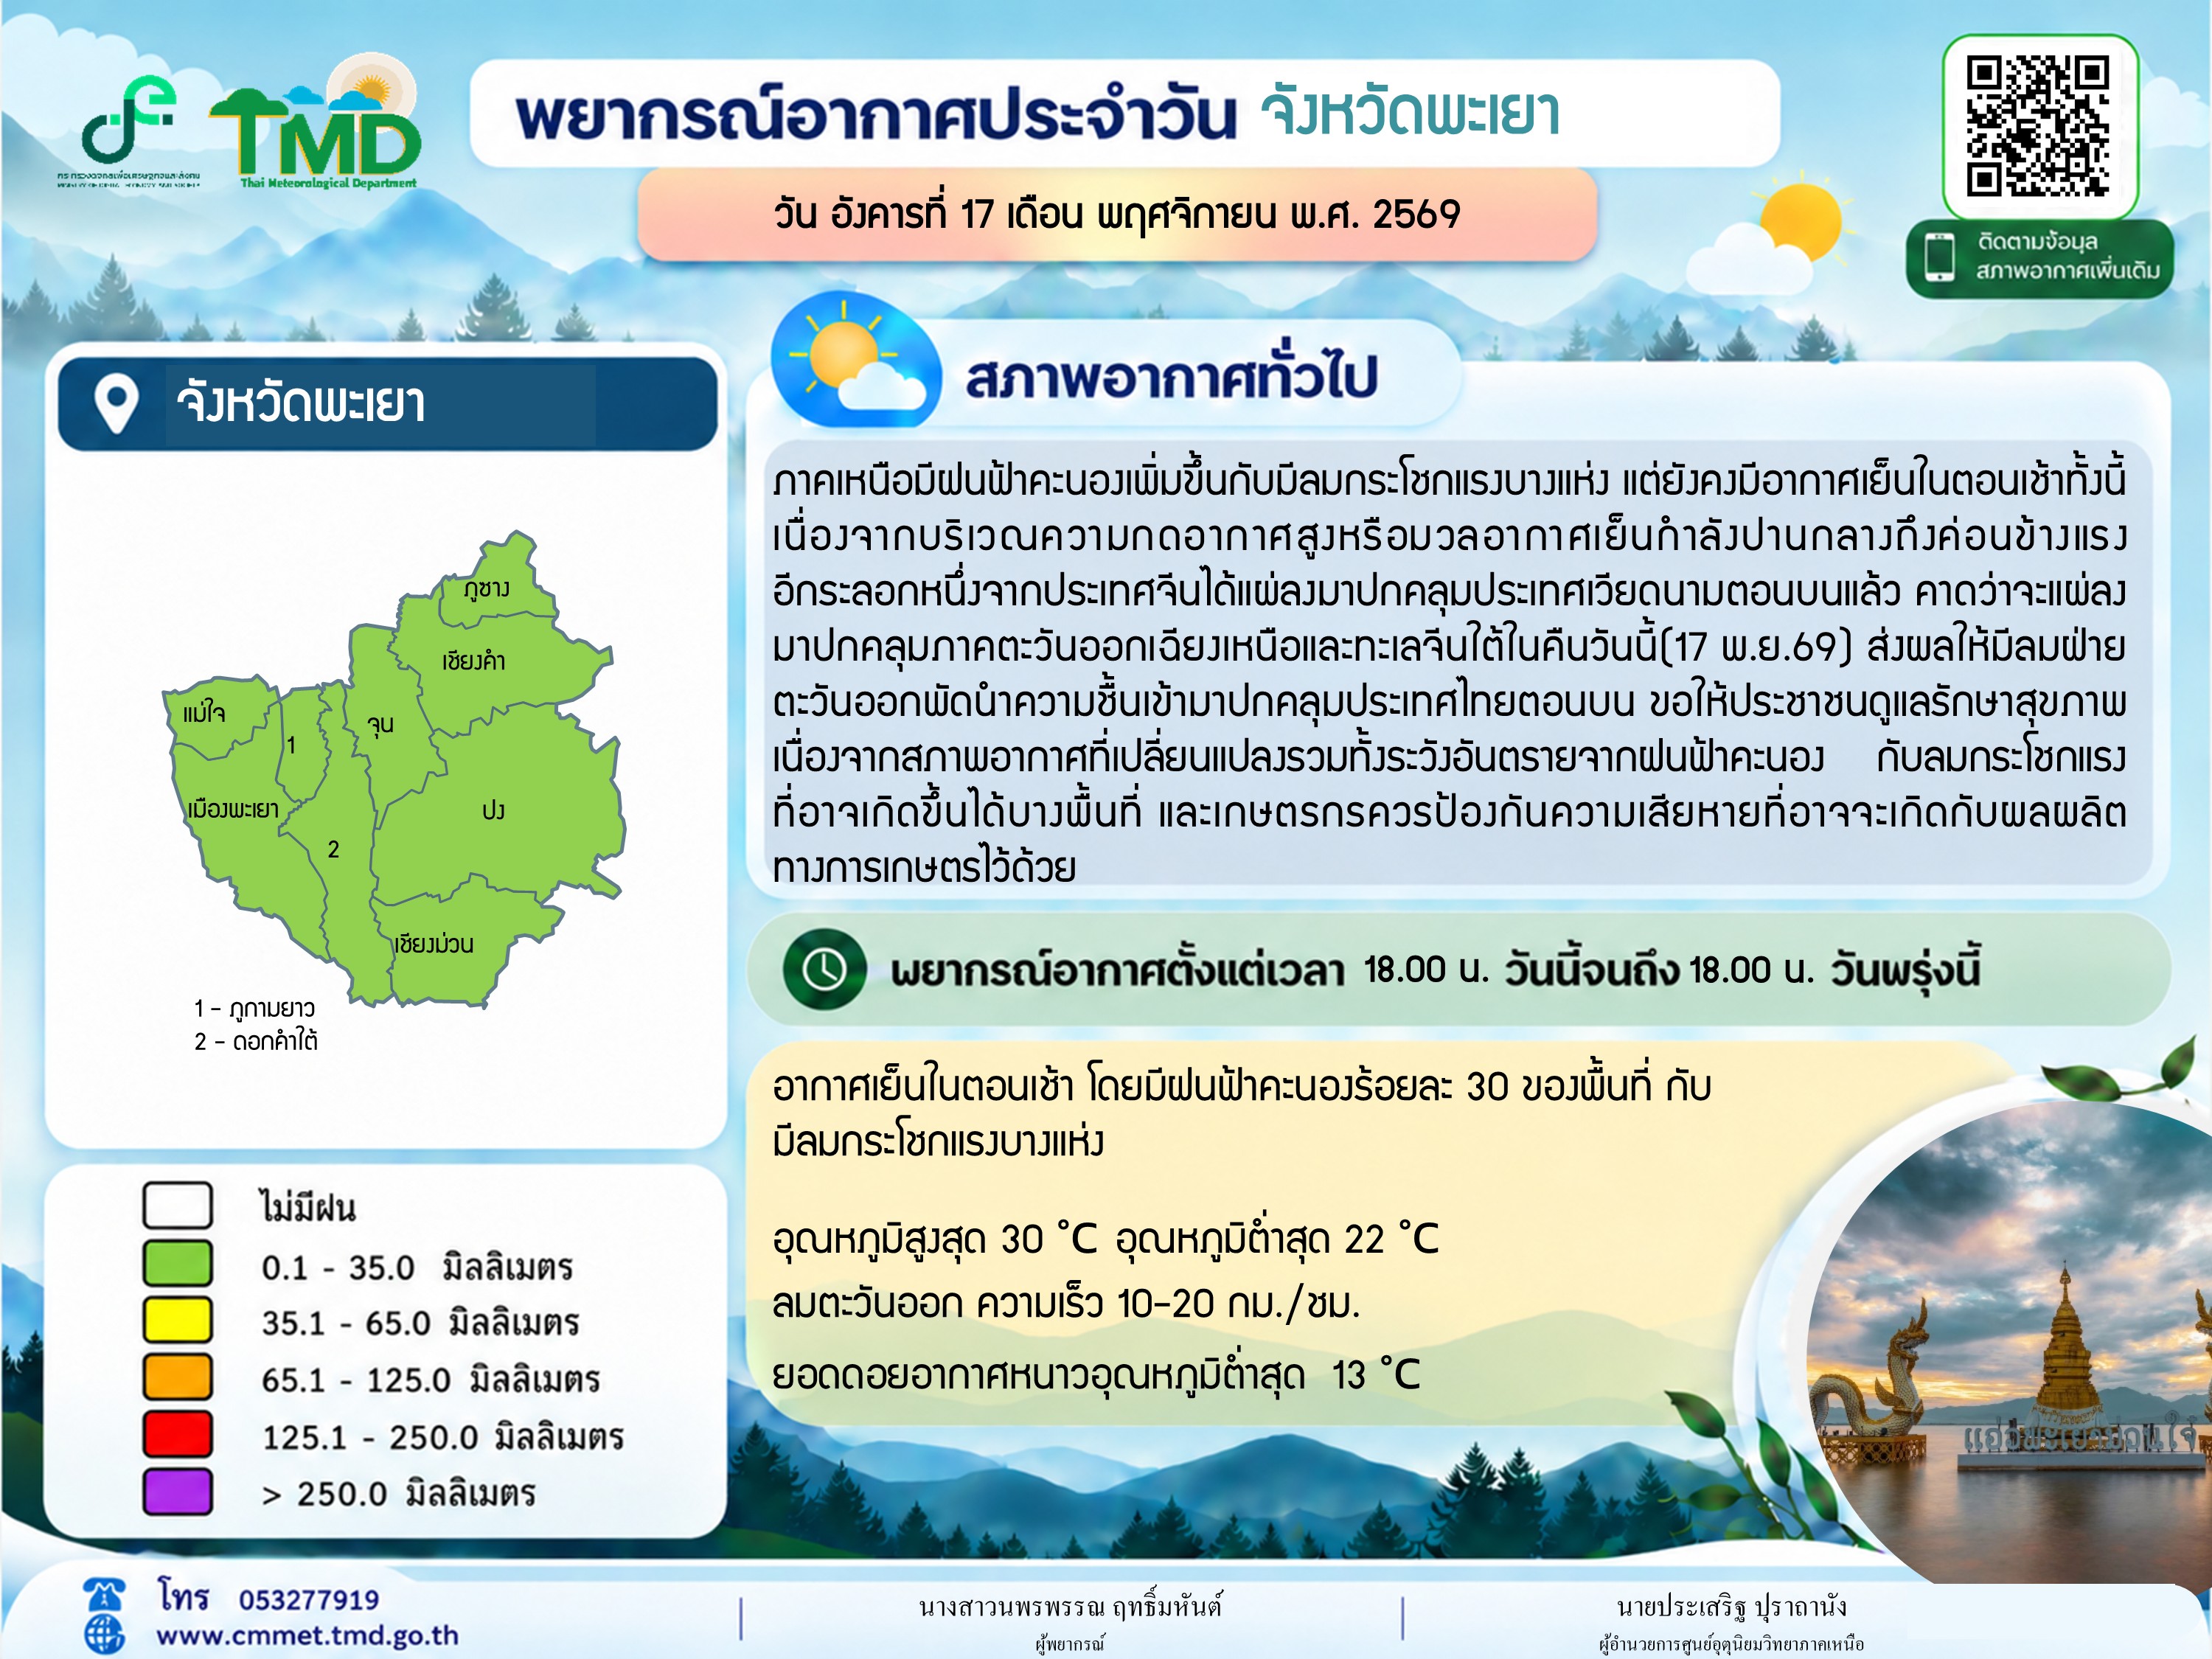 พยากรณ์อากาศประจำวัน จังหวัดพะเยา
TMD
Thai Meteorological Department
วัน อังคารที่ 17 เดือน พฤศจิกายน พ.ศ. 2569
ติดตามข้อมูล
สภาพอากาศเพิ่มเติม
จังหวัดพะเยา
ภูซาง
เชียงคำ
แม่ใจ
จุน
1
เมืองพะเยา
ปง
2
เชียงม่วน
1 - ภูกามยาว
2 - ดอกคำใต้
ไม่มีฝน
0.1 - 35.0 มิลลิเมตร
35.1 - 65.0 มิลลิเมตร
65.1 - 125.0 มิลลิเมตร
125.1 - 250.0 มิลลิเมตร
> 250.0 มิลลิเมตร
สภาพอากาศทั่วไป
ภาคเหนือมีฝนฟ้าคะนองเพิ่มขึ้นกับมีลมกระโชกแรงบางแห่ง แต่ยังคงมีอากาศเย็นในตอนเช้าทั้งนี้
เนื่องจากบริเวณความกดอากาศสูงหรือมวลอากาศเย็นกำลังปานกลางถึงค่อนข้างแรง
อีกระลอกหนึ่งจากประเทศจีนได้แผ่ลงมาปกคลุมประเทศเวียดนามตอนบนแล้ว คาดว่าจะแผ่ลง
มาปกคลุมภาคตะวันออกเฉียงเหนือและทะเลจีนใต้ในคืนวันนี้(17 พ.ย.69) ส่งผลให้มีลมฝ่าย
ตะวันออกพัดนำความชื้นเข้ามาปกคลุมประเทศไทยตอนบน ขอให้ประชาชนดูแลรักษาสุขภาพ
เนื่องจากสภาพอากาศที่เปลี่ยนแปลงรวมทั้งระวังอันตรายจากฝนฟ้าคะนอง กับลมกระโชกแรง
ที่อาจเกิดขึ้นได้บางพื้นที่ และเกษตรกรควรป้องกันความเสียหายที่อาจจะเกิดกับผลผลิต
ทางการเกษตรไว้ด้วย
พยากรณ์อากาศตั้งแต่เวลา 18.00 น. วันนี้จนถึง 18.00 น. วันพรุ่งนี้
อากาศเย็นในตอนเช้า โดยมีฝนฟ้าคะนองร้อยละ 30 ของพื้นที่ กับ
มีลมกระโชกแรงบางแห่ง
อุณหภูมิสูงสุด 30 °C อุณหภูมิต่ำสุด 22 °C
ลมตะวันออก ความเร็ว 10-20 กม./ชม.
ยอดดอยอากาศหนาวอุณหภูมิต่ำสุด 13 °C
โทร 053277919
www.cmmet.tmd.go.th
นางสาวนพรพรรณ ฤทธิ์มหันต์
ผู้พยากรณ์
นายประเสริฐ ปุราถานัง
ผู้อำนวยการศูนย์อุตุนิยมวิทยาภาคเหนือ